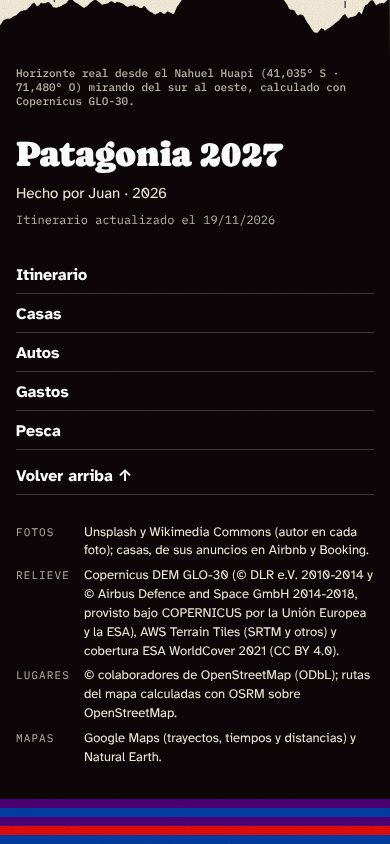 Horizonte real desde el Nahuel Huapi (41,035° S ·
71,480° O) mirando del sur al oeste, calculado con
Copernicus GLO-30.
Patagonia 2027
Hecho por Juan · 2026
Itinerario actualizado el 19/11/2026
Itinerario
Casas
Autos
Gastos
Pesca
Volver arriba ↑
FOTOS
Unsplash y Wikimedia Commons (autor en cada
foto); casas, de sus anuncios en Airbnb y Booking.
RELIEVE
Copernicus DEM GLO-30 (© DLR e.V. 2010-2014 y
© Airbus Defence and Space GmbH 2014-2018,
provisto bajo COPERNICUS por la Unión Europea
y la ESA), AWS Terrain Tiles (SRTM y otros) y
cobertura ESA WorldCover 2021 (CC BY 4.0).
LUGARES
© colaboradores de OpenStreetMap (ODbL); rutas
del mapa calculadas con OSRM sobre
OpenStreetMap.
MAPAS
Google Maps (trayectos, tiempos y distancias) y
Natural Earth.